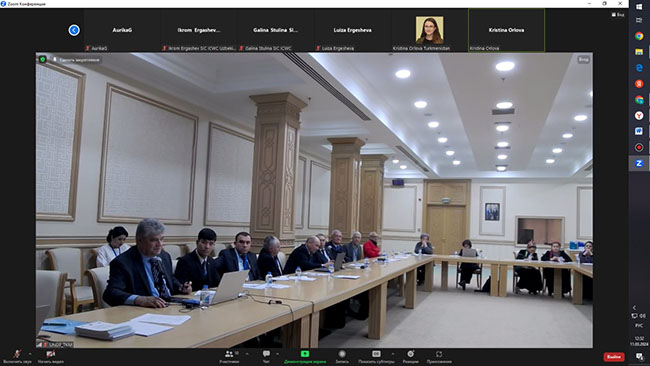 Zoom Конференция
Вид
AurikaG
Ikrom Ergashev...
Galina Stulina SI...
Luiza Ergesheva
Kristina Orlova
AurikaG
Ikrom Ergashev SIC ICWC Uzbeki...
Galina Stulina SIC ICWC
Luiza Ergesheva
Kristina Orlova Turkmenistan
Kristina Orlova
Вид
UNDP_TKM
Включить звук
Начать видео
Участники
Чат
Демонстрация экрана
Запись
Показать субтитры
Реакции
Приложения
Выйти
РУС
12:32
11.03.2024